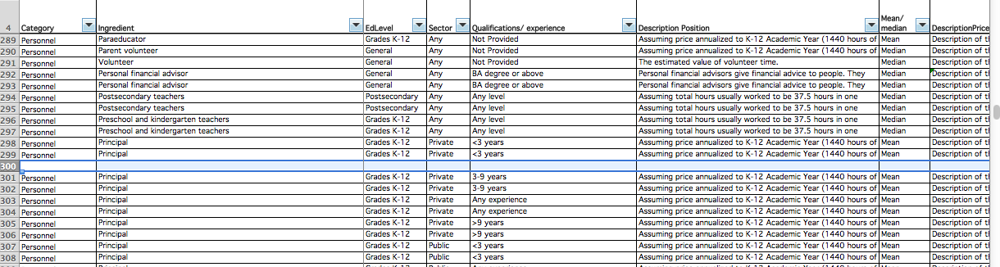 4 Category Ingredient EdLevel Sector Qualifications/ experience Description Position Mean/ median DescriptionPrice
289 Personnel Paraeducator Grades K-12 Any Not Provided Assuming price annualized to K-12 Academic Year (1440 hours of Mean Description of
290 Personnel Parent volunteer General Any Not Provided Assuming price annualized to K-12 Academic Year (1440 hours of Median Description of
291 Personnel Volunteer General Any Not Provided The estimated value of volunteer time. Median Description of
292 Personnel Personal financial advisor General Any BA degree or above Personal financial advisors give financial advice to people. They Median Description of
293 Personnel Personal financial advisor General Any BA degree or above Personal financial advisors give financial advice to people. They Median Description of
294 Personnel Postsecondary teachers Postsecondary Any Any level Assuming total hours usually worked to be 37.5 hours in one Median Description of
295 Personnel Postsecondary teachers Postsecondary Any Any level Assuming total hours usually worked to be 37.5 hours in one Median Description of
296 Personnel Preschool and kindergarten teachers Grades K-12 Any Any level Assuming total hours usually worked to be 37.5 hours in one Median Description of
297 Personnel Preschool and kindergarten teachers Grades K-12 Any Any level Assuming total hours usually worked to be 37.5 hours in one Median Description of
298 Personnel Principal Grades K-12 Private <3 years Assuming price annualized to K-12 Academic Year (1440 hours of Mean Description of
299 Personnel Principal Grades K-12 Private <3 years Assuming price annualized to K-12 Academic Year (1440 hours of Mean Description of
300
301 Personnel Principal Grades K-12 Private 3-9 years Assuming price annualized to K-12 Academic Year (1440 hours of Mean Description of
302 Personnel Principal Grades K-12 Private 3-9 years Assuming price annualized to K-12 Academic Year (1440 hours of Mean Description of
303 Personnel Principal Grades K-12 Private Any experience Assuming price annualized to K-12 Academic Year (1440 hours of Mean Description of
304 Personnel Principal Grades K-12 Private Any experience Assuming price annualized to K-12 Academic Year (1440 hours of Mean Description of
305 Personnel Principal Grades K-12 Private >9 years Assuming price annualized to K-12 Academic Year (1440 hours of Mean Description of
306 Personnel Principal Grades K-12 Private >9 years Assuming price annualized to K-12 Academic Year (1440 hours of Mean Description of
307 Personnel Principal Grades K-12 Public <3 years Assuming price annualized to K-12 Academic Year (1440 hours of Mean Description of
308 Personnel Principal Grades K-12 Public <3 years Assuming price annualized to K-12 Academic Year (1440 hours of Mean Description of